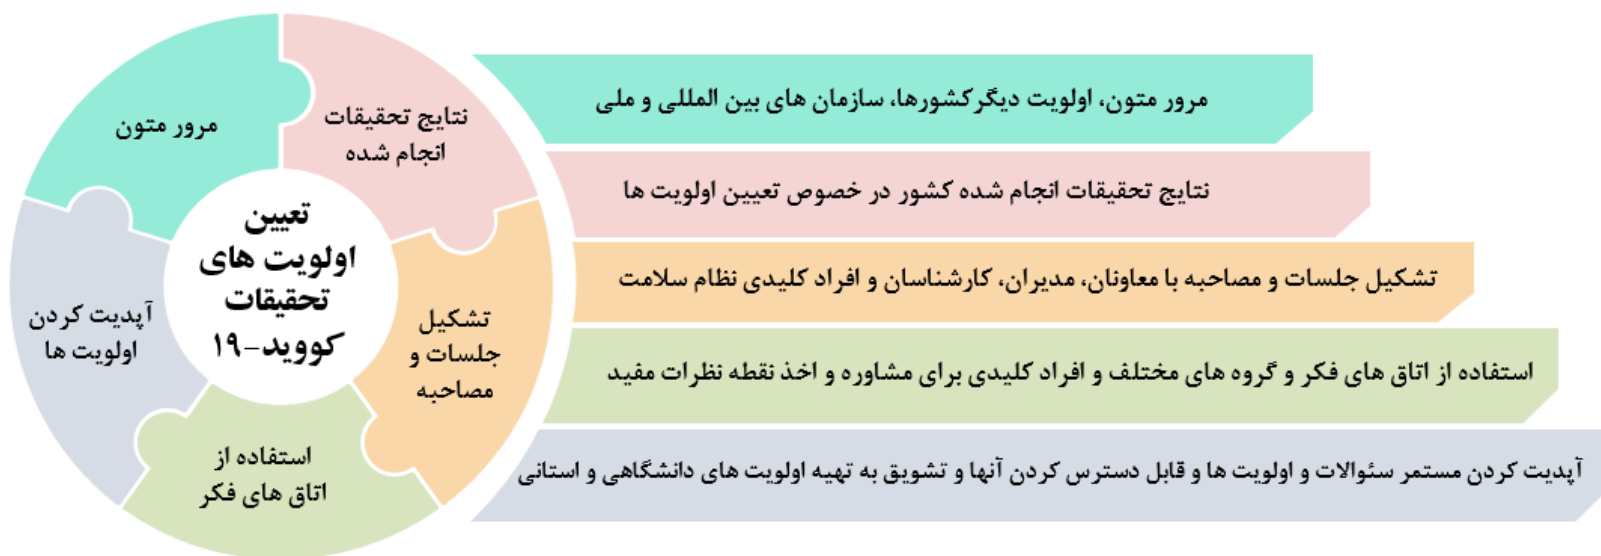 مرور متون
نتایج تحقیقات
انجام شده
تشکیل
جلسات و
مصاحبه
استفاده از
اتاق های فکر
آپدیت کردن
اولویت ها
تعیین
اولویت های
تحقیقات
کووید-۱۹
مرور متون، اولویت دیگرکشورها، سازمان های بین المللی و ملی
نتایج تحقیقات انجام شده کشور در خصوص تعیین اولویت ها
تشکیل جلسات و مصاحبه با معاونان، مدیران، کارشناسان و افراد کلیدی نظام سلامت
استفاده از اتاق های فکر و گروه های مختلف و افراد کلیدی برای مشاوره و اخذ نقطه نظرات مفید
آپدیت کردن مستمر سئوالات و اولویت ها و قابل دسترس کردن آنها و تشویق به تهیه اولویت های دانشگاهی و استانی